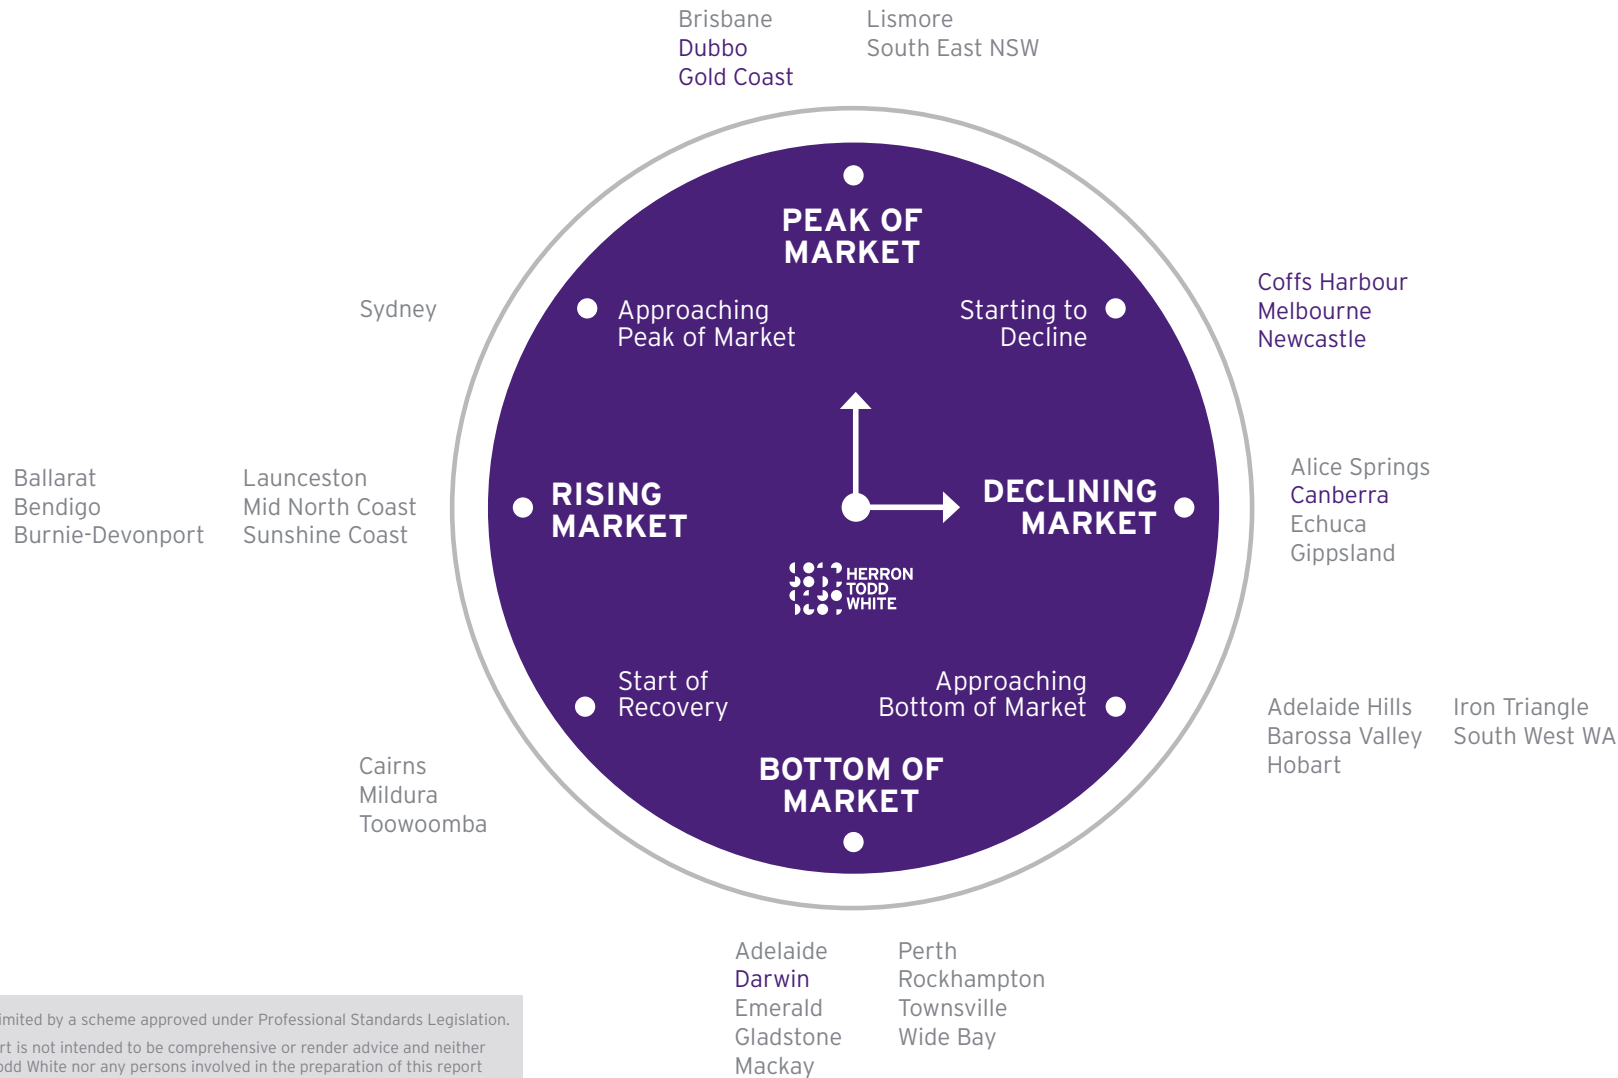 Brisbane
Dubbo
Gold Coast
Lismore
South East NSW
PEAK OF
MARKET
Approaching
Peak of Market
Starting to
Decline
Sydney
Coffs Harbour
Melbourne
Newcastle
Ballarat
Bendigo
Burnie-Devonport
Launceston
Mid North Coast
Sunshine Coast
RISING
MARKET
DECLINING
MARKET
Alice Springs
Canberra
Echuca
Gippsland
HERRON
TODD
WHITE
Start of
Recovery
Approaching
Bottom of Market
Adelaide Hills
Barossa Valley
Hobart
Iron Triangle
South West WA
Cairns
Mildura
Toowoomba
BOTTOM OF
MARKET
Adelaide
Darwin
Emerald
Gladstone
Mackay
Perth
Rockhampton
Townsville
Wide Bay
by a scheme approved under Professional Standards Legislation.
is not intended to be comprehensive or render advice and neither
White nor any persons involved in the preparation of this report